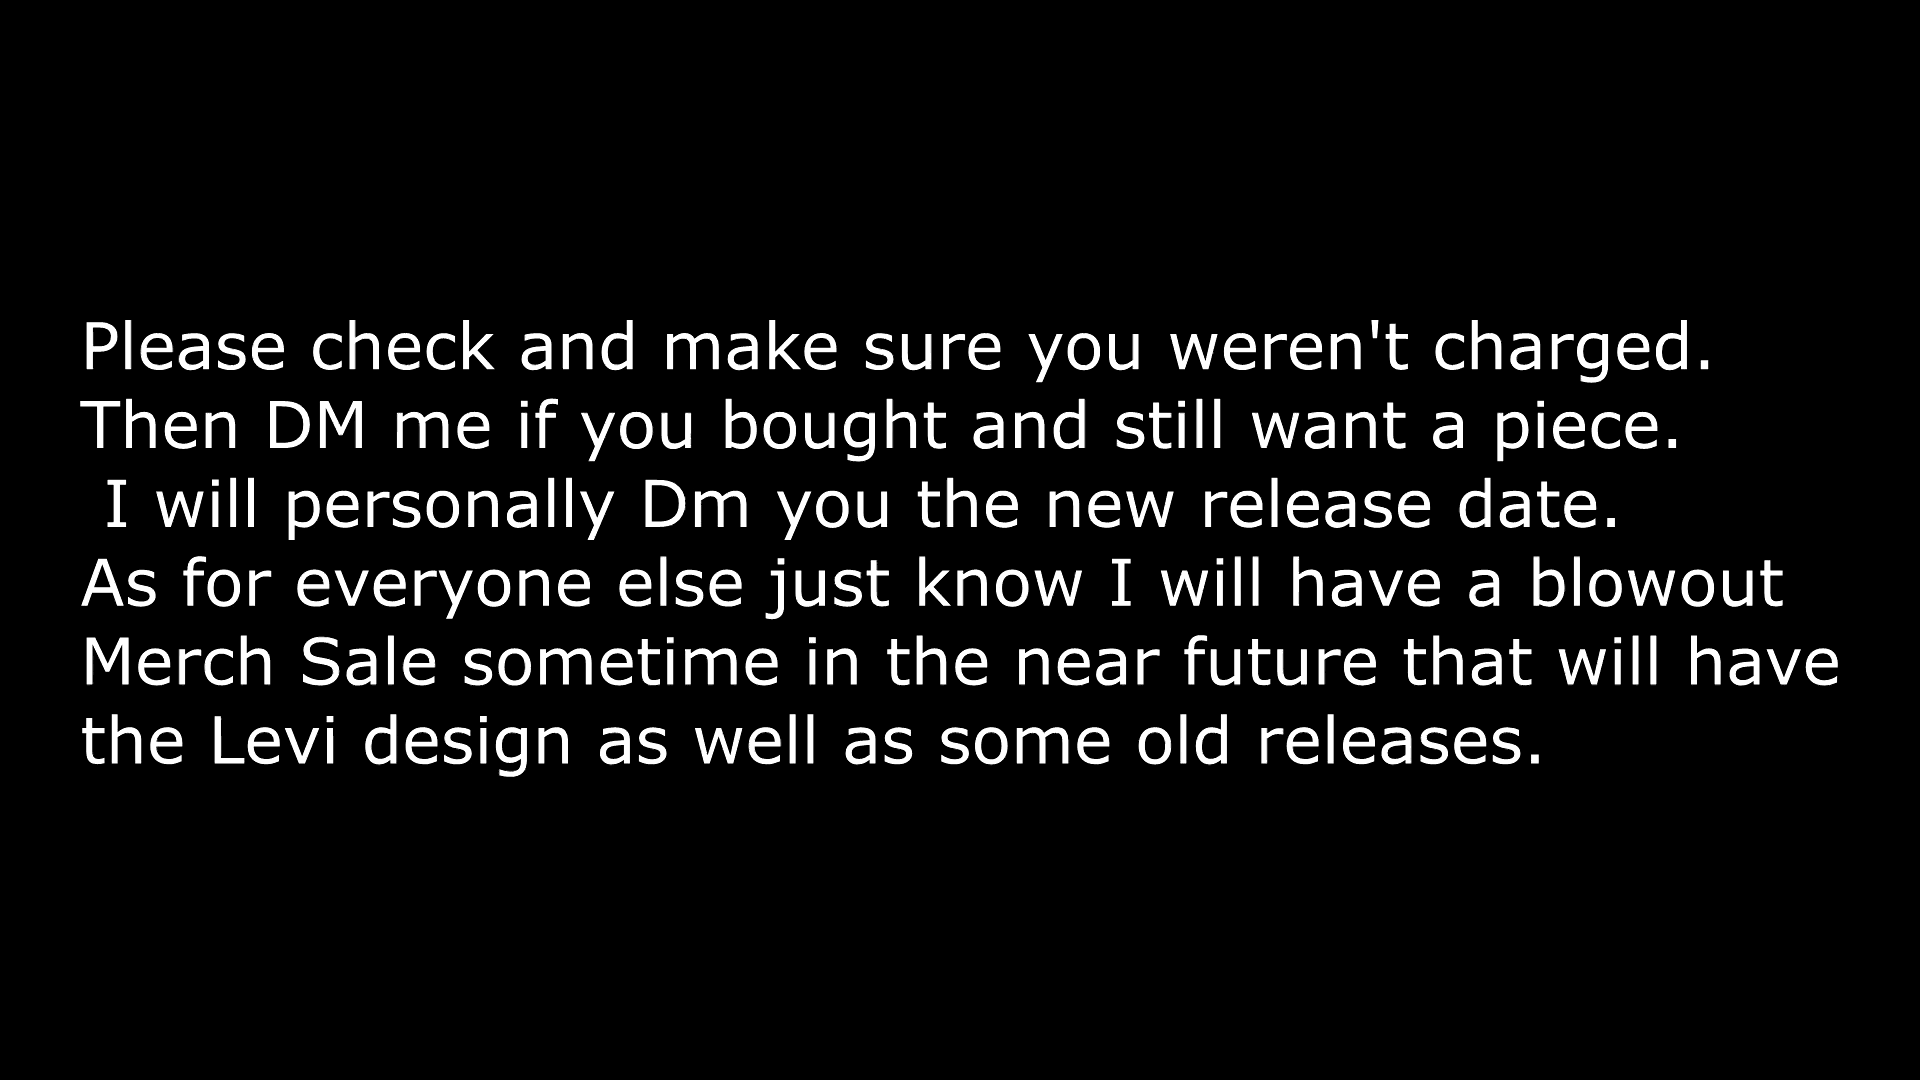 Please check and make sure you weren't charged.
Then DM me if you bought and still want a piece.
I will personally Dm you the new release date.
As for everyone else just know I will have a blowout
Merch Sale sometime in the near future that will have
the Levi design as well as some old releases.